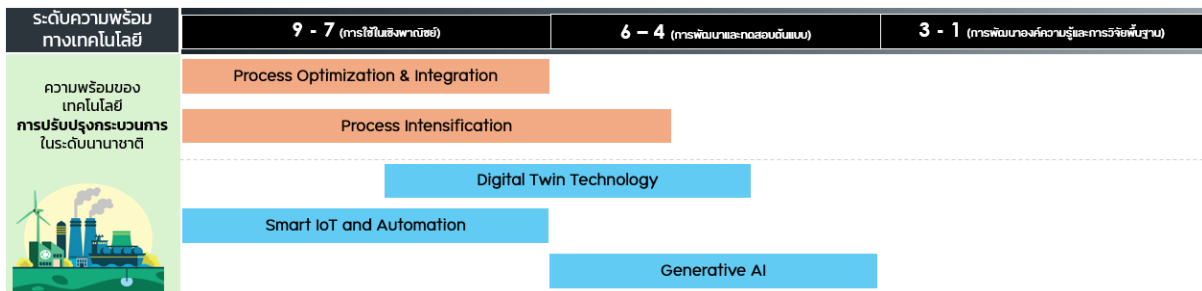 ระดับความพร้อม
ทางเทคโนโลยี
9 - 7 (การใช้ในเชิงพาณิชย์)
6 – 4 (การพัฒนาและทดสอบต้นแบบ)
3 - 1 (การพัฒนาองค์ความรู้และการวิจัยพื้นฐาน)
ความพร้อมของ
เทคโนโลยี
การปรับปรุงกระบวนการ
ในระดับนานาชาติ
Process Optimization & Integration
Process Intensification
Digital Twin Technology
Smart IoT and Automation
Generative AI